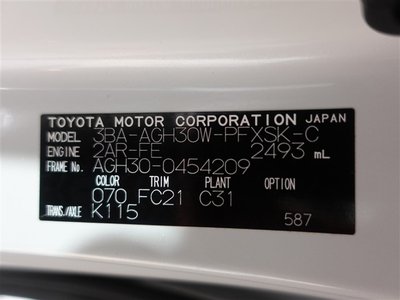 TOYOTA MOTOR CORPORATION JAPAN
MODEL 3BA-AGH30W-PFXSK-C
ENGINE 2AR-FE 2493 mL
FRAME No. AGH30-0454209
COLOR TRIM PLANT OPTION
070 FC21 C31
TRANS./AXLE K115 587